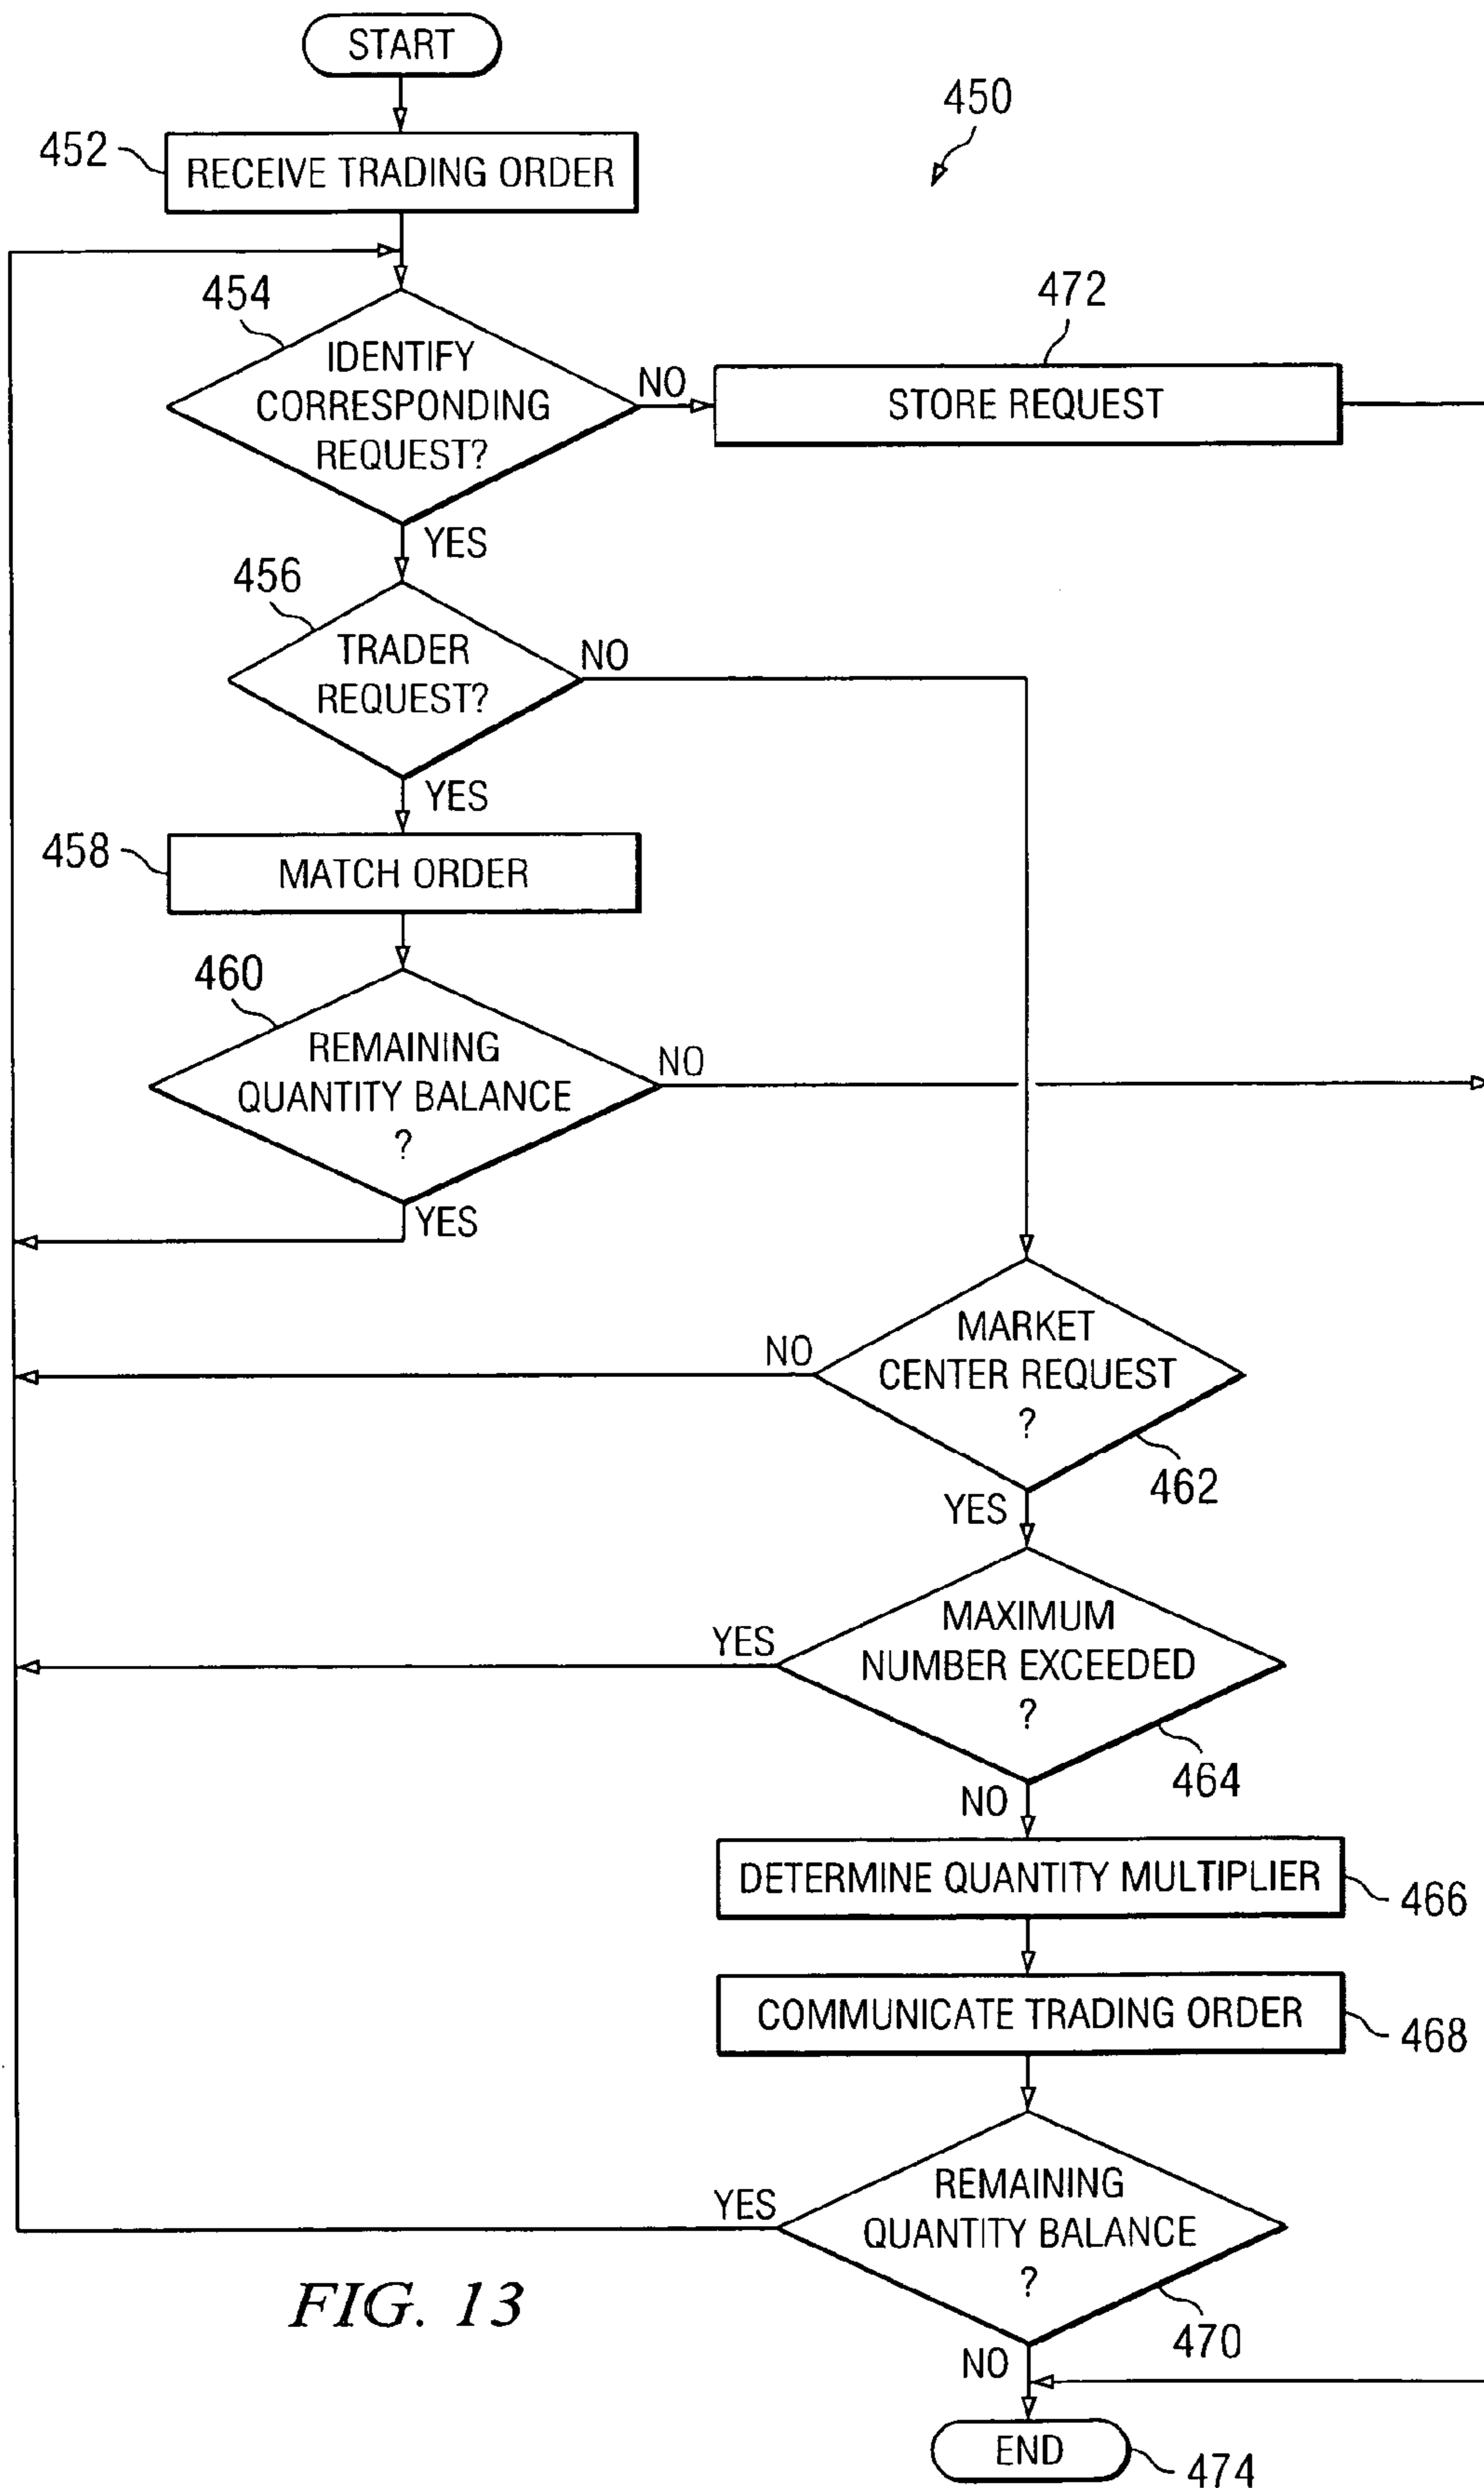 START
450
452
RECEIVE TRADING ORDER
454
IDENTIFY
CORRESPONDING
REQUEST?
NO
472
STORE REQUEST
YES
456
TRADER
REQUEST?
NO
YES
458
MATCH ORDER
460
REMAINING
QUANTITY BALANCE
?
NO
YES
MARKET
CENTER REQUEST
?
NO
462
YES
MAXIMUM
NUMBER EXCEEDED
?
YES
464
NO
DETERMINE QUANTITY MULTIPLIER
466
COMMUNICATE TRADING ORDER
468
REMAINING
QUANTITY BALANCE
?
YES
470
NO
FIG. 13
END
474